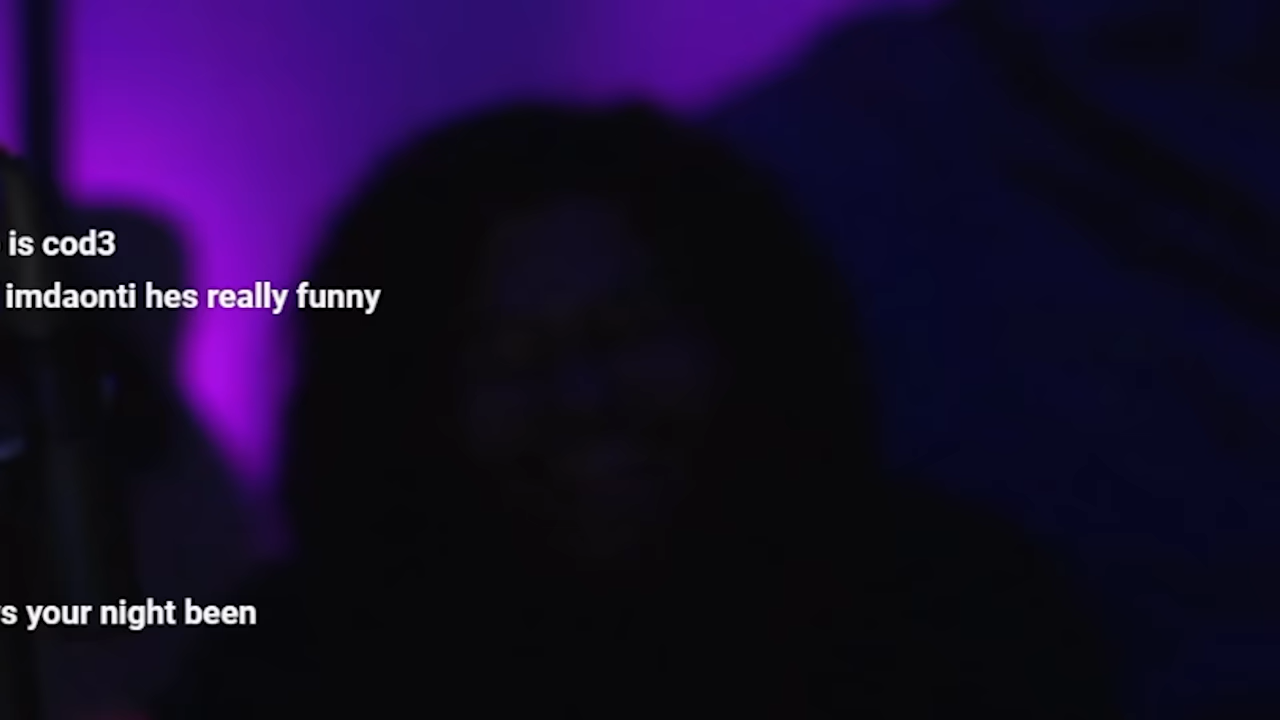 is cod3
imdaonti hes really funny
your night been